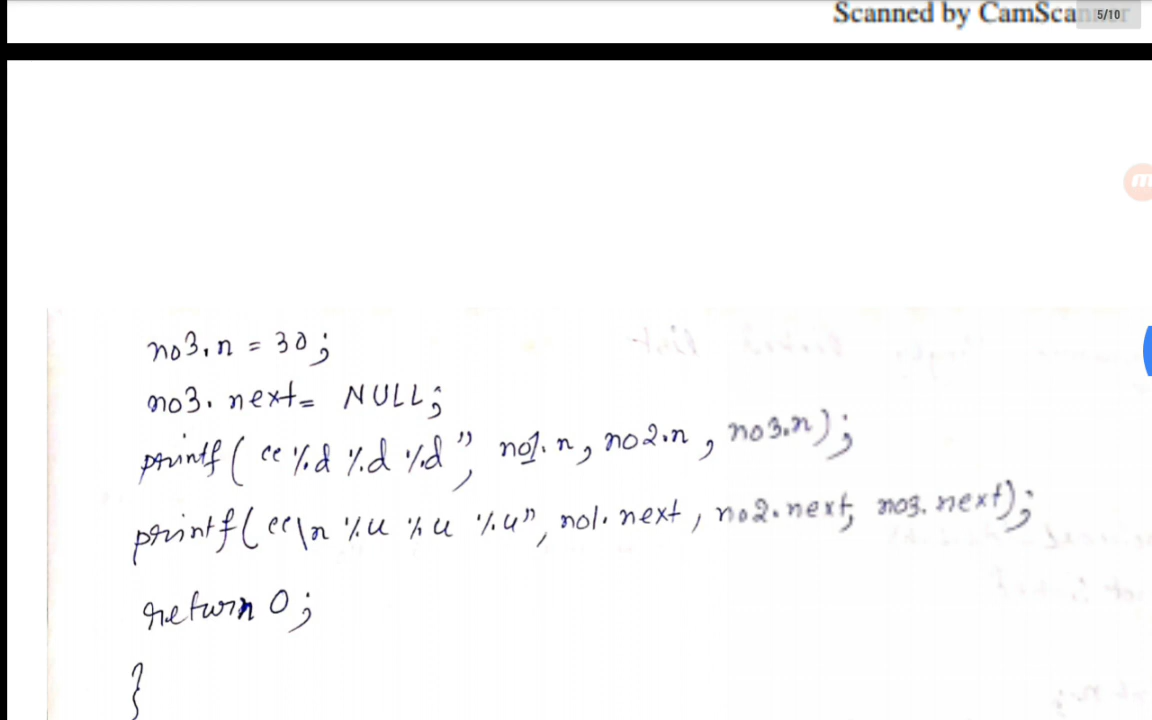 Scanned by CamScanner
5/10
no3.n = 30;
no3.next = NULL;
printf("%d %d %d", no1.n, no2.n, no3.n);
printf("\n %u %u %u", no1.next, no2.next, no3.next);
return 0;
}